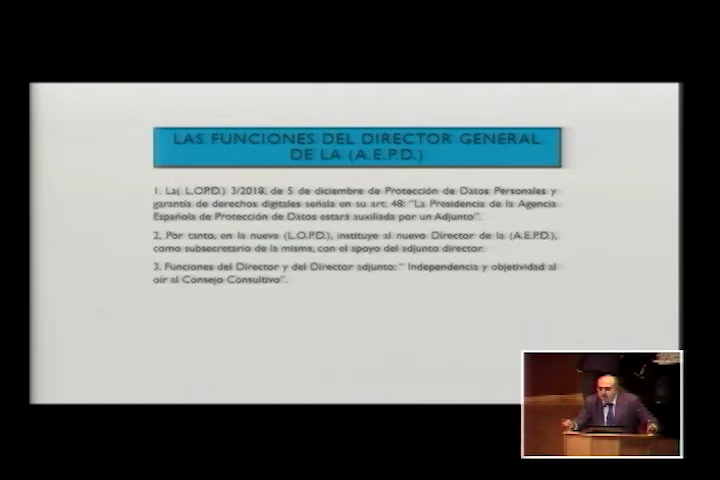 LAS FUNCIONES DEL DIRECTOR GENERAL
DE LA (A.E.P.D.)
1. La( L.O.P.D.) 3/2018, de 5 de diciembre de Protección de Datos Personales y
garantía de derechos digitales señala en su art. 48: “La Presidencia de la Agencia
Española de Protección de Datos estará auxiliada por un Adjunto”.
2. Por tanto, en la nueva (L.O.P.D.), instituye al nuevo Director de la (A.E.P.D.),
como subsecretario de la misma, con el apoyo del adjunto director.
3. Funciones del Director y del Director adjunto: “ Independencia y objetividad al
oir al Consejo Consultivo”.